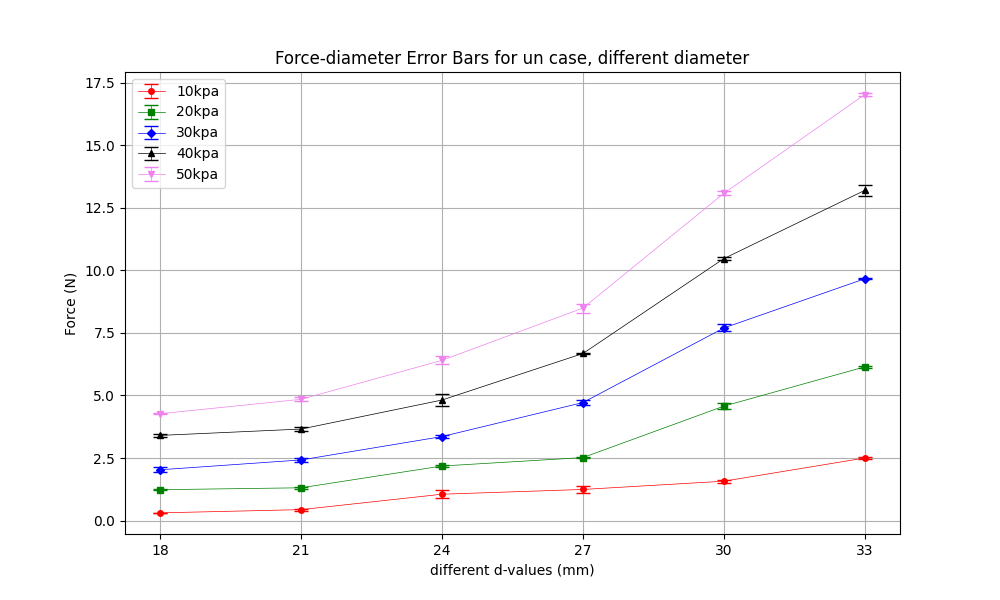 Force-diameter Error Bars for un case, different diameter
17.5
15.0
12.5
10.0
7.5
5.0
2.5
0.0
Force (N)
10kpa
20kpa
30kpa
40kpa
50kpa
18 21 24 27 30 33
different d-values (mm)